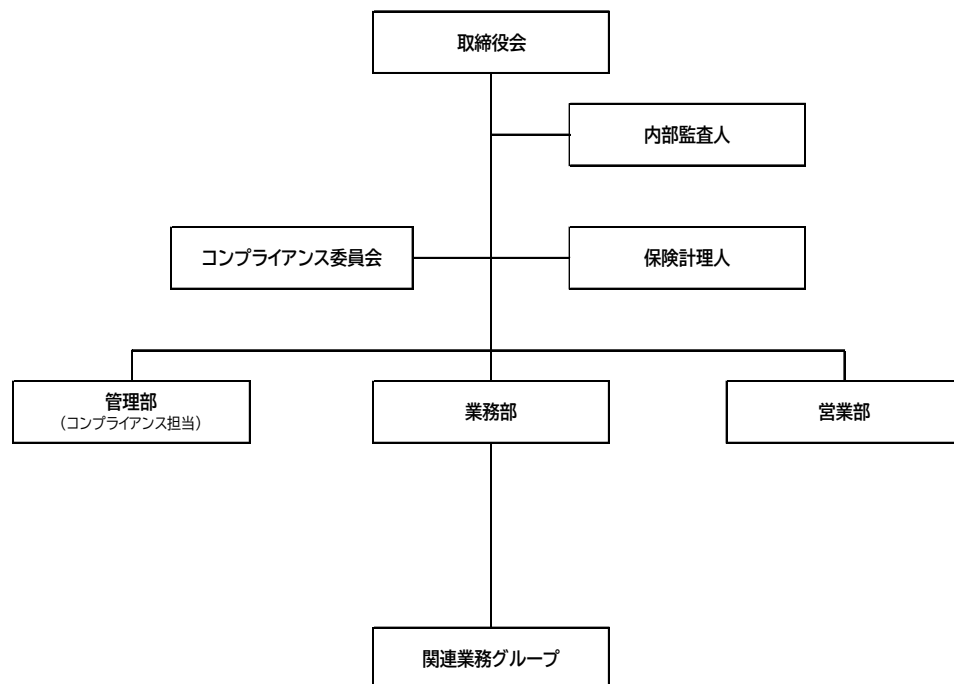 取締役会
内部監査人
コンプライアンス委員会
保険計理人
管理部
（コンプライアンス担当）
業務部
営業部
関連業務グループ